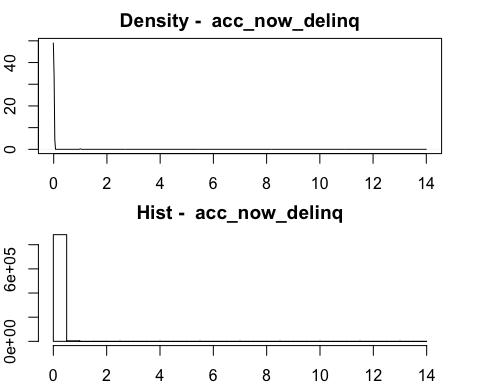 Density -  acc_now_delinq
40
20
0
0 2 4 6 8 10 12 14
Hist -  acc_now_delinq
6e+05
0e+00
0 2 4 6 8 10 12 14